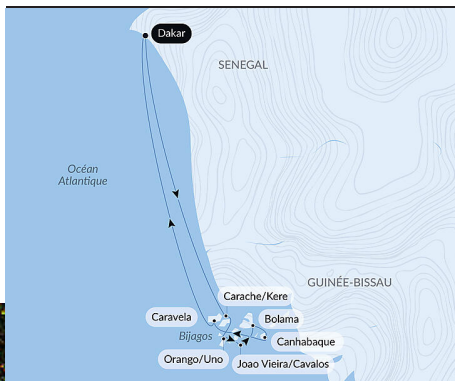 Dakar
SENEGAL
Océan
Atlantique
GUINÉE-BISSAU
Carache/Kere
Caravela
Bolama
Bijagos
Canhabaque
Orango/Uno
Joao Vieira/Cavalos